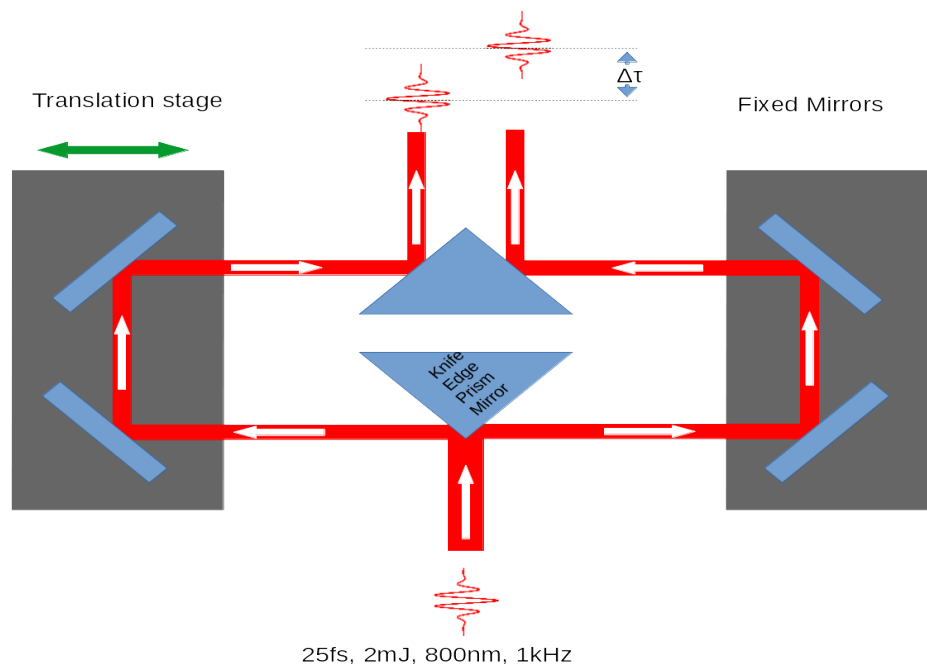 Δτ
Translation stage
Fixed Mirrors
Knife
Edge
Prism
Mirror
25fs, 2mJ, 800nm, 1kHz